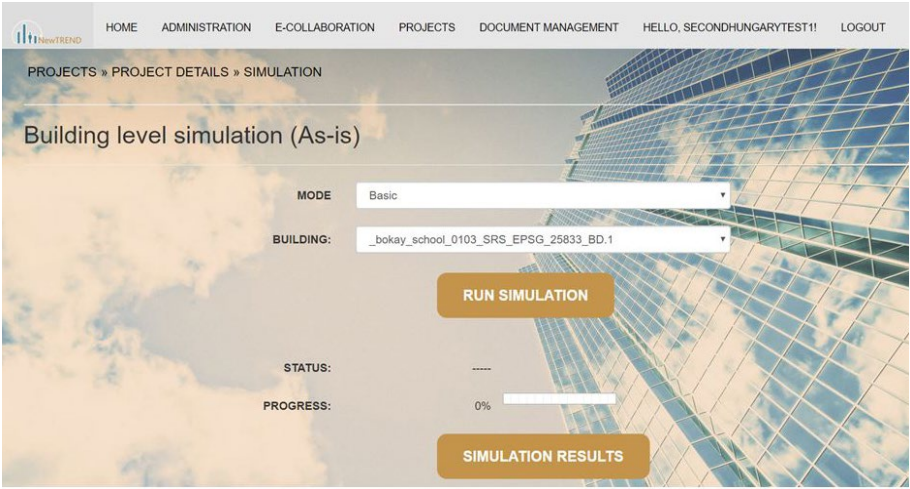 NewTREND
HOME ADMINISTRATION E-COLLABORATION PROJECTS DOCUMENT MANAGEMENT HELLO, SECONDHUNGARYTEST1! LOGOUT
PROJECTS » PROJECT DETAILS » SIMULATION
Building level simulation (As-is)
MODE Basic
BUILDING: _bokay_school_0103_SRS_EPSG_25833_BD.1
RUN SIMULATION
STATUS: -----
PROGRESS: 0%
SIMULATION RESULTS